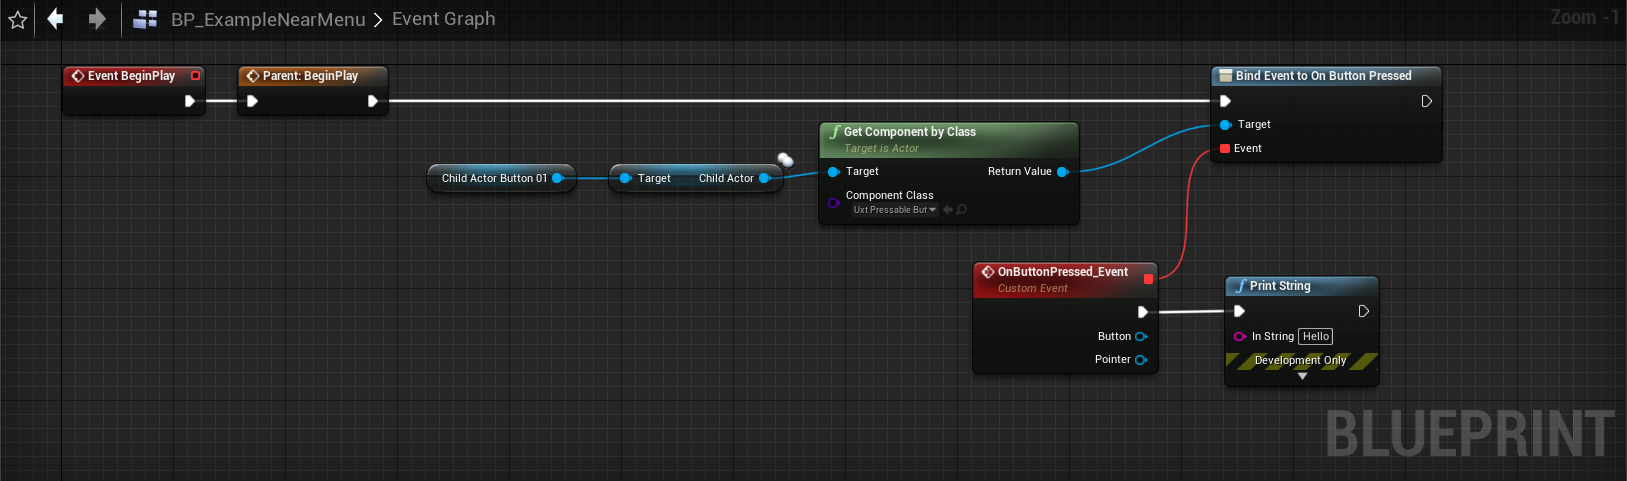 BP_ExampleNearMenu > Event Graph
Zoom -1
Event BeginPlay
Parent: BeginPlay
Bind Event to On Button Pressed
Target
Event
Get Component by Class
Target is Actor
Target
Return Value
Component Class
Uxt Pressable But
Child Actor Button 01
Target
Child Actor
OnButtonPressed_Event
Custom Event
Button
Pointer
Print String
In String
Hello
Development Only
BLUEPRINT